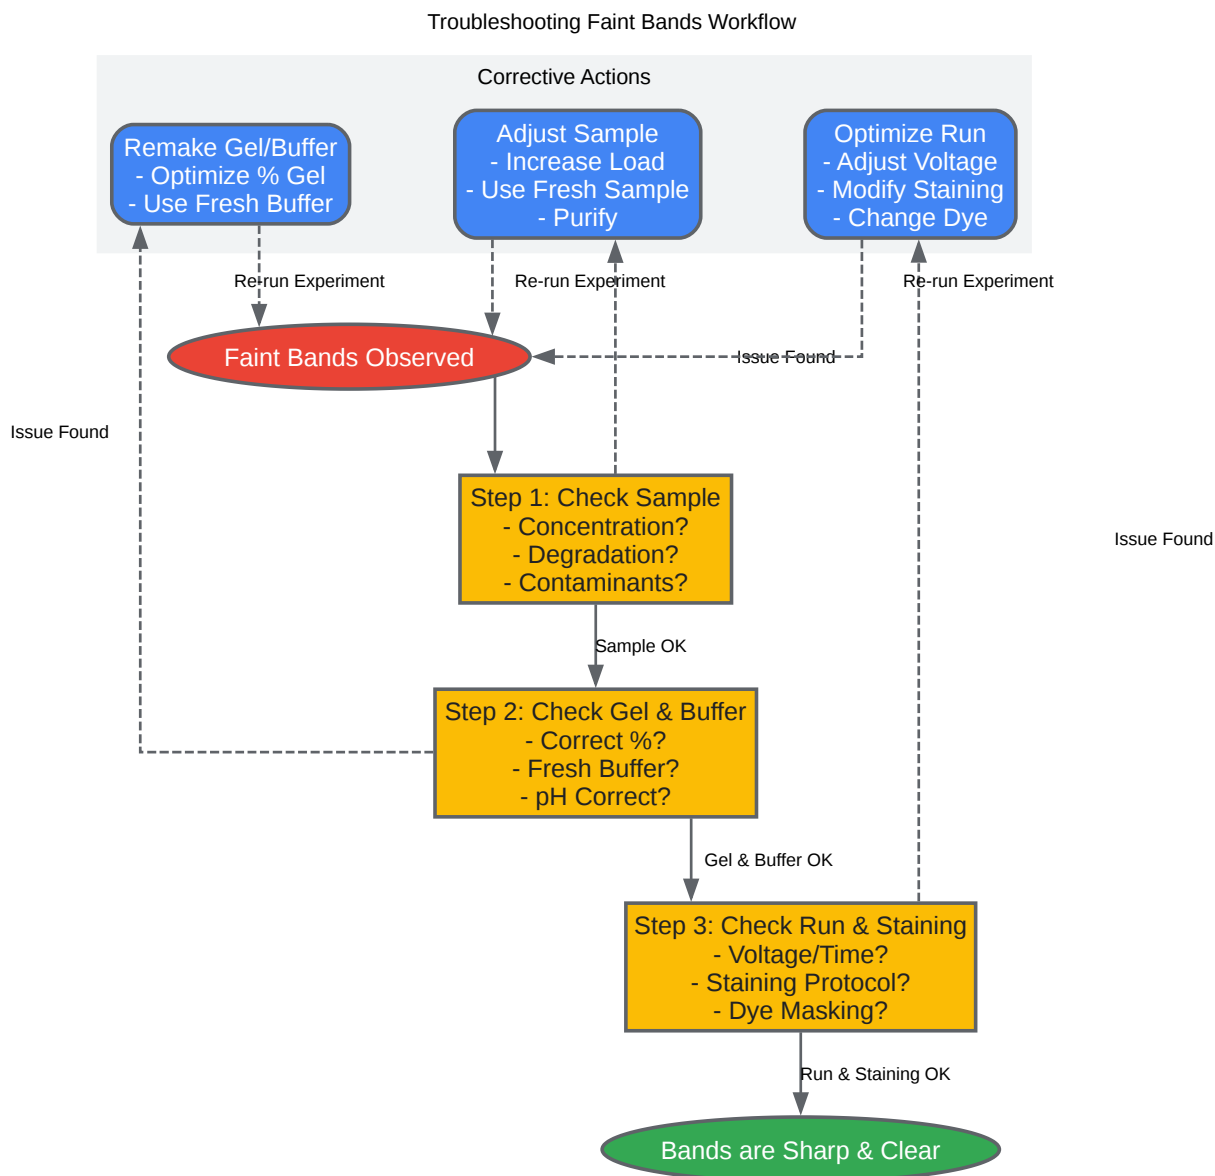 Troubleshooting Faint Bands Workflow
Corrective Actions
Remake Gel/Buffer
- Optimize % Gel
- Use Fresh Buffer
Adjust Sample
- Increase Load
- Use Fresh Sample
- Purify
Optimize Run
- Adjust Voltage
- Modify Staining
- Change Dye
Re-run Experiment
Re-run Experiment
Re-run Experiment
Faint Bands Observed
Issue Found
Issue Found
Step 1: Check Sample
- Concentration?
- Degradation?
- Contaminants?
Issue Found
Sample OK
Step 2: Check Gel & Buffer
- Correct %?
- Fresh Buffer?
- pH Correct?
Gel & Buffer OK
Step 3: Check Run & Staining
- Voltage/Time?
- Staining Protocol?
- Dye Masking?
Run & Staining OK
Bands are Sharp & Clear